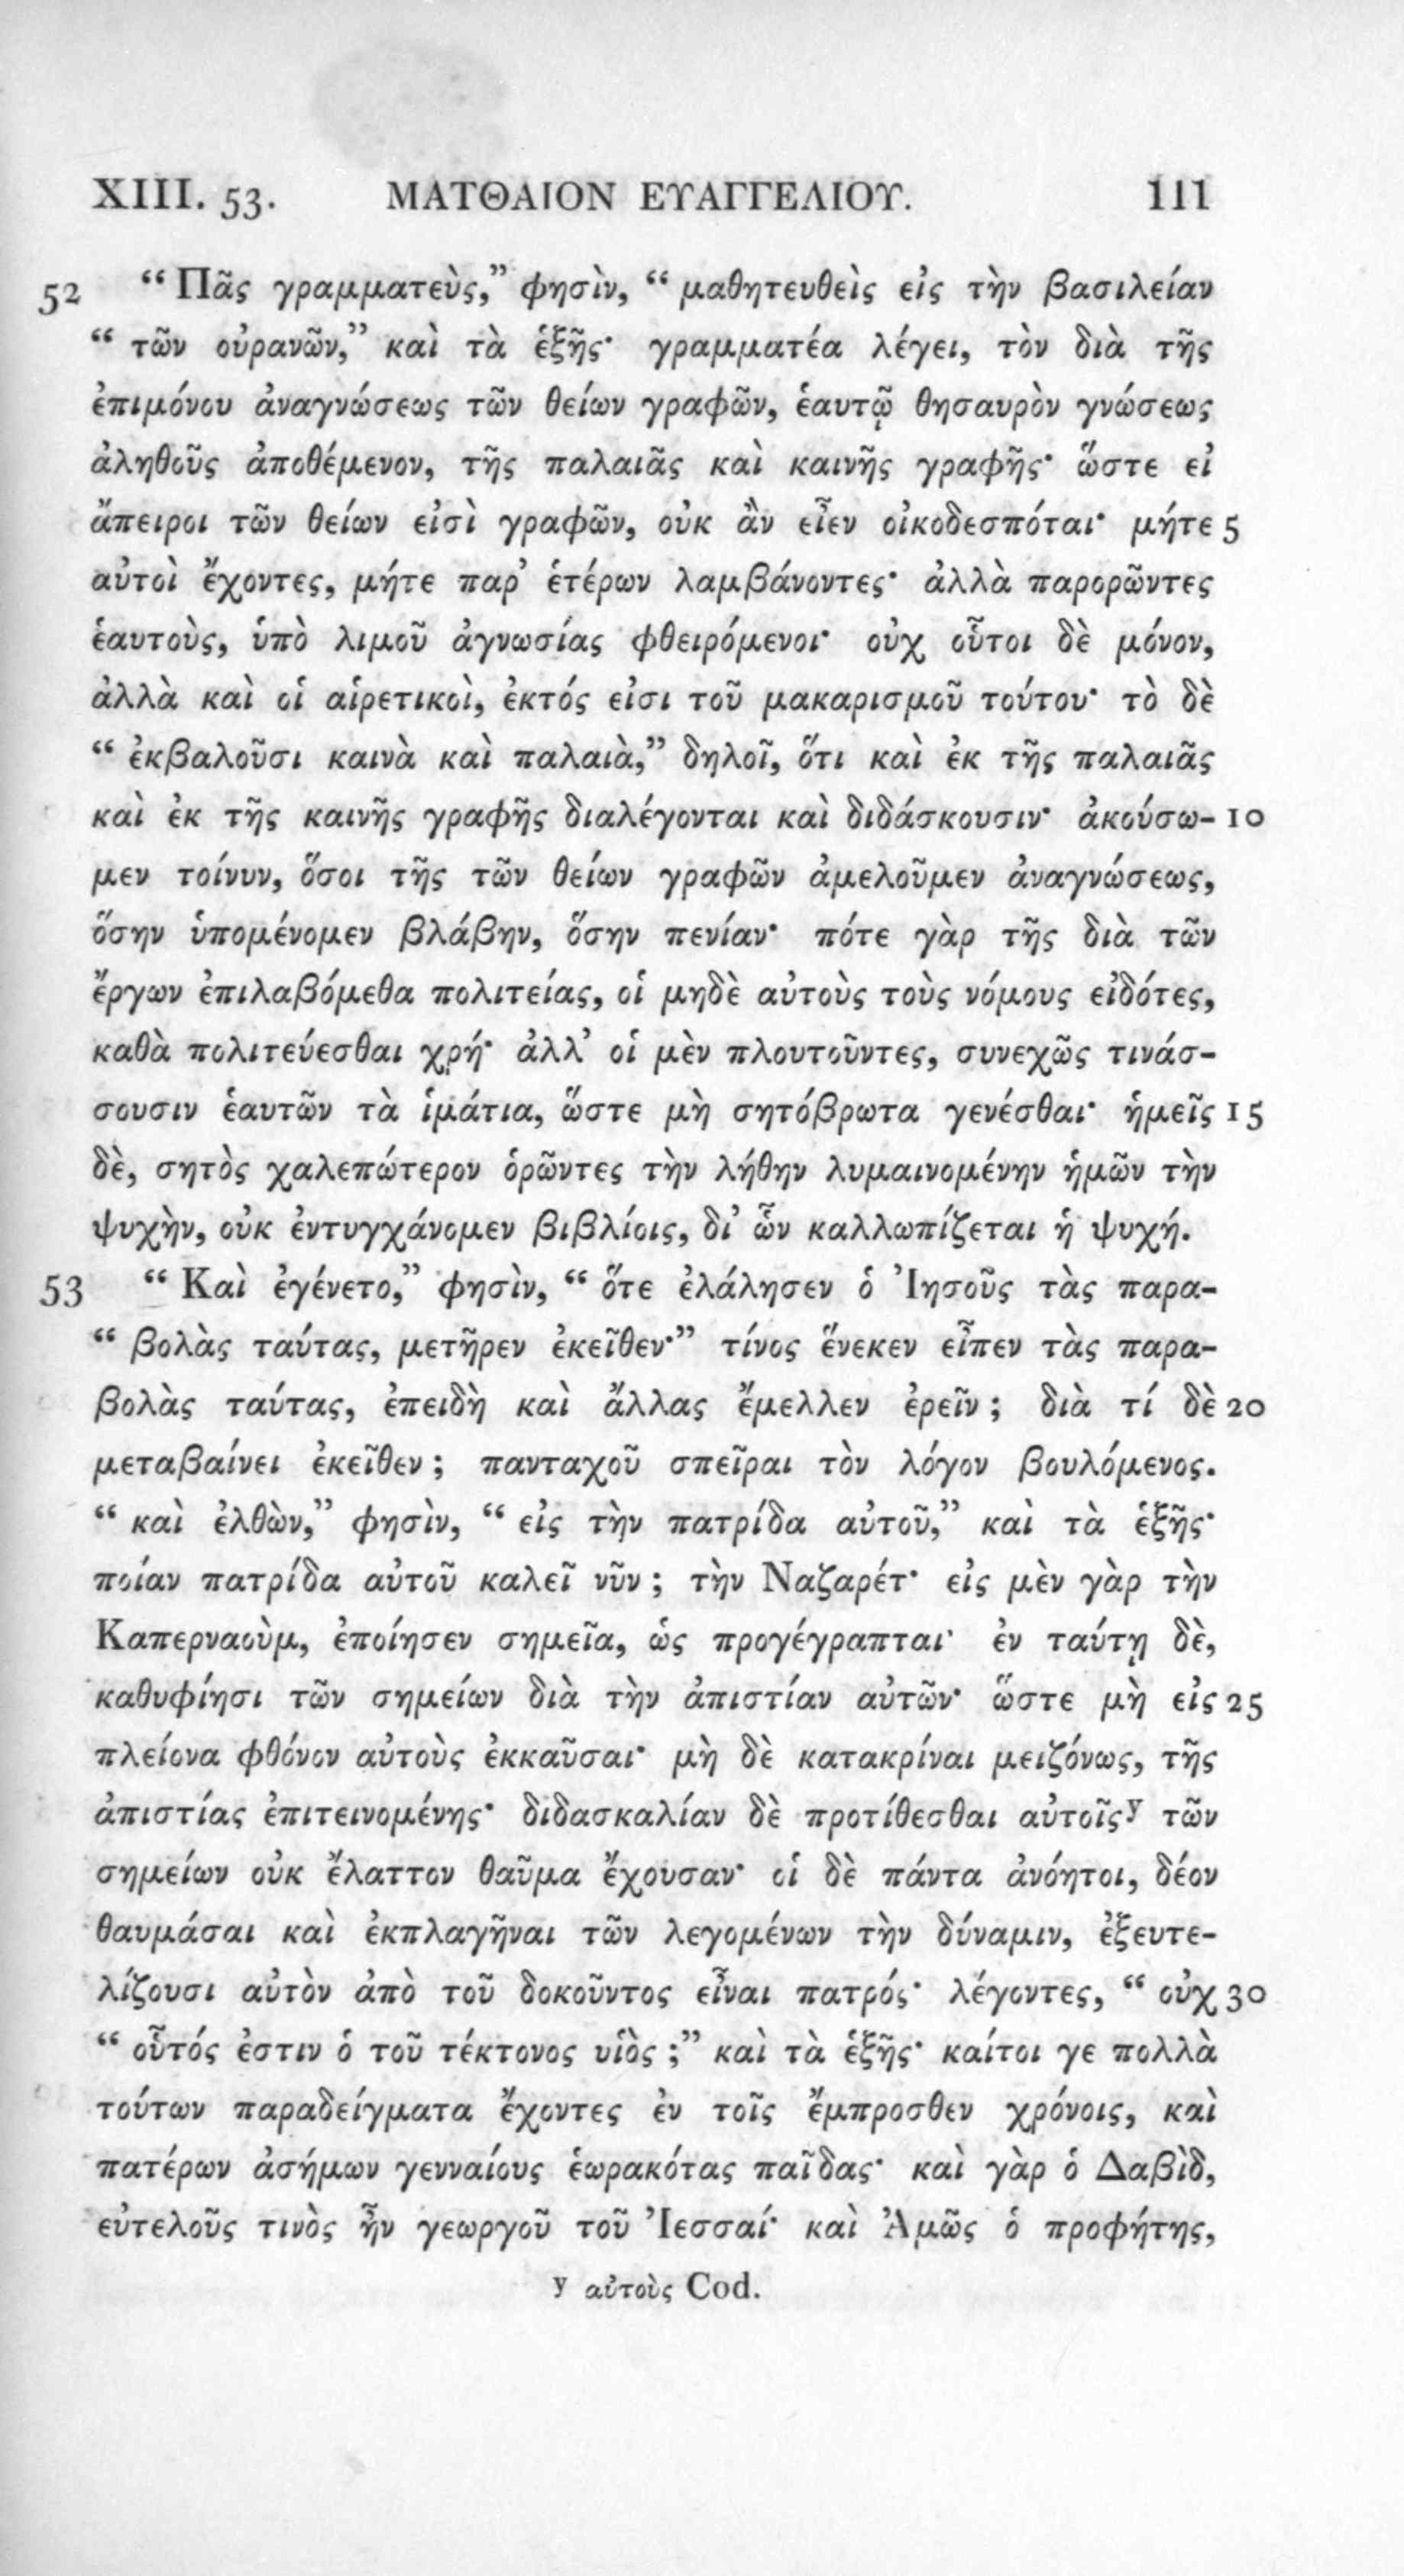 XIII. 53. ΜΑΤΘΑΙΟΝ ΕΥΑΓΓΕΛΙΟΥ. 111
52 “ Πᾶς γραμματεὺς,” φησὶν, “ μαθητευθεὶς εἰς τὴν βασιλείαν
“ τῶν οὐρανῶν,” καὶ τὰ ἑξῆς· γραμματέα λέγει, τὸν διὰ τῆς
ἐπιμόνου ἀναγνώσεως τῶν θείων γραφῶν, ἑαυτῷ θησαυρὸν γνώσεως
ἀληθοῦς ἀποθέμενον, τῆς παλαιᾶς καὶ καινῆς γραφῆς· ὥστε εἰ
ἄπειροι τῶν θείων εἰσὶ γραφῶν, οὐκ ἂν εἶεν οἰκοδεσπόται· μήτε 5
αὐτοὶ ἔχοντες, μήτε παρ’ ἑτέρων λαμβάνοντες· ἀλλὰ παρορῶντες
ἑαυτοὺς, ὑπὸ λιμοῦ ἀγνωσίας φθειρόμενοι· οὐχ οὗτοι δὲ μόνον,
ἀλλὰ καὶ οἱ αἱρετικοὶ, ἐκτός εἰσι τοῦ μακαρισμοῦ τούτου· τὸ δὲ
“ ἐκβαλοῦσι καινὰ καὶ παλαιὰ,” δηλοῖ, ὅτι καὶ ἐκ τῆς παλαιᾶς
καὶ ἐκ τῆς καινῆς γραφῆς διαλέγονται καὶ διδάσκουσιν· ἀκούσω- 10
μεν τοίνυν, ὅσοι τῆς τῶν θείων γραφῶν ἀμελοῦμεν ἀναγνώσεως,
ὅσην ὑπομένομεν βλάβην, ὅσην πενίαν· πότε γὰρ τῆς διὰ τῶν
ἔργων ἐπιλαβόμεθα πολιτείας, οἱ μηδὲ αὐτοὺς τοὺς νόμους εἰδότες,
καθὰ πολιτεύεσθαι χρή· ἀλλ’ οἱ μὲν πλουτοῦντες, συνεχῶς τινάσ-
σουσιν ἑαυτῶν τὰ ἱμάτια, ὥστε μὴ σητόβρωτα γενέσθαι· ἡμεῖς 15
δὲ, σητὸς χαλεπώτερον ὁρῶντες τὴν λήθην λυμαινομένην ἡμῶν τὴν
ψυχὴν, οὐκ ἐντυγχάνομεν βιβλίοις, δι’ ὧν καλλωπίζεται ἡ ψυχή.
53 “ Καὶ ἐγένετο,” φησὶν, “ ὅτε ἐλάλησεν ὁ Ἰησοῦς τὰς παρα-
“ βολὰς ταύτας, μετῆρεν ἐκεῖθεν·” τίνος ἕνεκεν εἶπεν τὰς παρα-
βολὰς ταύτας, ἐπειδὴ καὶ ἄλλας ἔμελλεν ἐρεῖν ; διὰ τί δὲ 20
μεταβαίνει ἐκεῖθεν ; πανταχοῦ σπεῖραι τὸν λόγον βουλόμενος.
“ καὶ ἐλθὼν,” φησὶν, “ εἰς τὴν πατρίδα αὐτοῦ,” καὶ τὰ ἑξῆς·
ποίαν πατρίδα αὐτοῦ καλεῖ νῦν ; τὴν Ναζαρέτ· εἰς μὲν γὰρ τὴν
Καπερναοὺμ, ἐποίησεν σημεῖα, ὡς προγέγραπται· ἐν ταύτῃ δὲ,
καθυφίησι τῶν σημείων διὰ τὴν ἀπιστίαν αὐτῶν· ὥστε μὴ εἰς 25
πλείονα φθόνον αὐτοὺς ἐκκαῦσαι· μὴ δὲ κατακρίναι μειζόνως, τῆς
ἀπιστίας ἐπιτεινομένης· διδασκαλίαν δὲ προτίθεσθαι αὐτοῖςʸ τῶν
σημείων οὐκ ἔλαττον θαῦμα ἔχουσαν· οἱ δὲ πάντα ἀνόητοι, δέον
θαυμάσαι καὶ ἐκπλαγῆναι τῶν λεγομένων τὴν δύναμιν, ἐξευτε-
λίζουσι αὐτὸν ἀπὸ τοῦ δοκοῦντος εἶναι πατρός· λέγοντες, “ οὐχ 30
“ οὗτός ἐστιν ὁ τοῦ τέκτονος υἱὸς ;” καὶ τὰ ἑξῆς· καίτοι γε πολλὰ
τούτων παραδείγματα ἔχοντες ἐν τοῖς ἔμπροσθεν χρόνοις, καὶ
πατέρων ἀσήμων γενναίους ἑωρακότας παῖδας· καὶ γὰρ ὁ Δαβὶδ,
εὐτελοῦς τινὸς ἦν γεωργοῦ τοῦ Ἰεσσαί· καὶ Ἀμῶς ὁ προφήτης,
ʸ αὐτοὺς Cod.